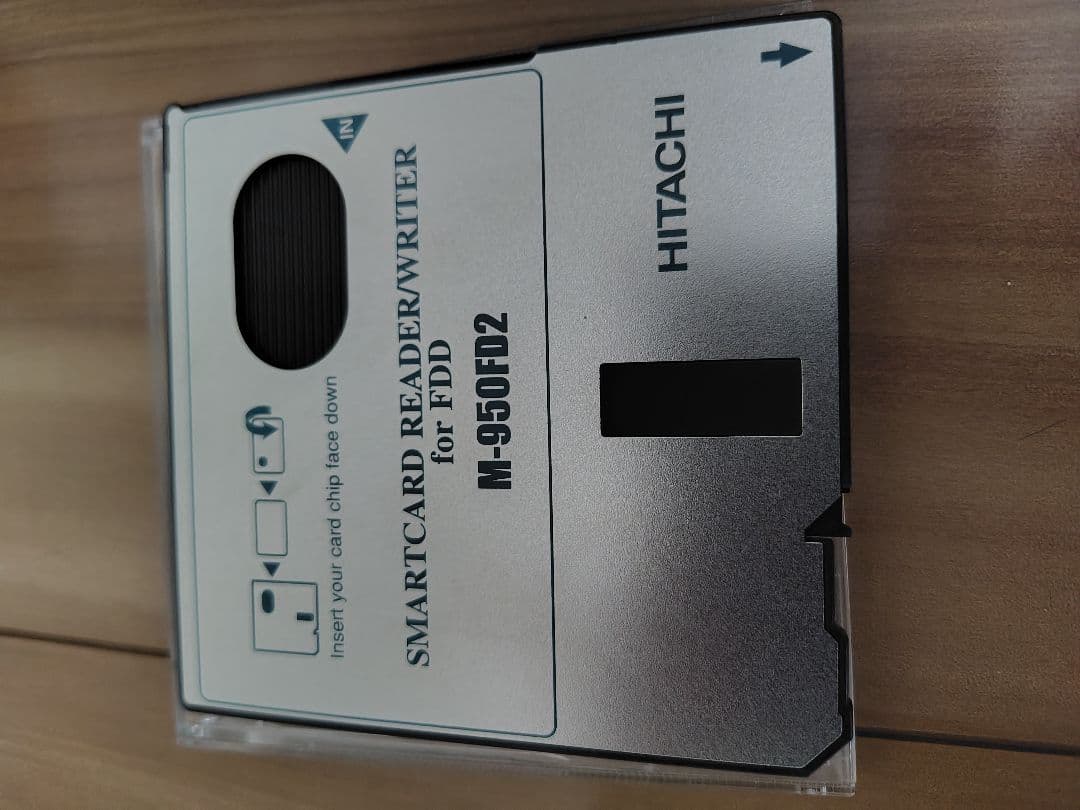 IN
Insert your card chip face down
SMARTCARD READER/WRITER
for FDD
M-950FD2
HITACHI